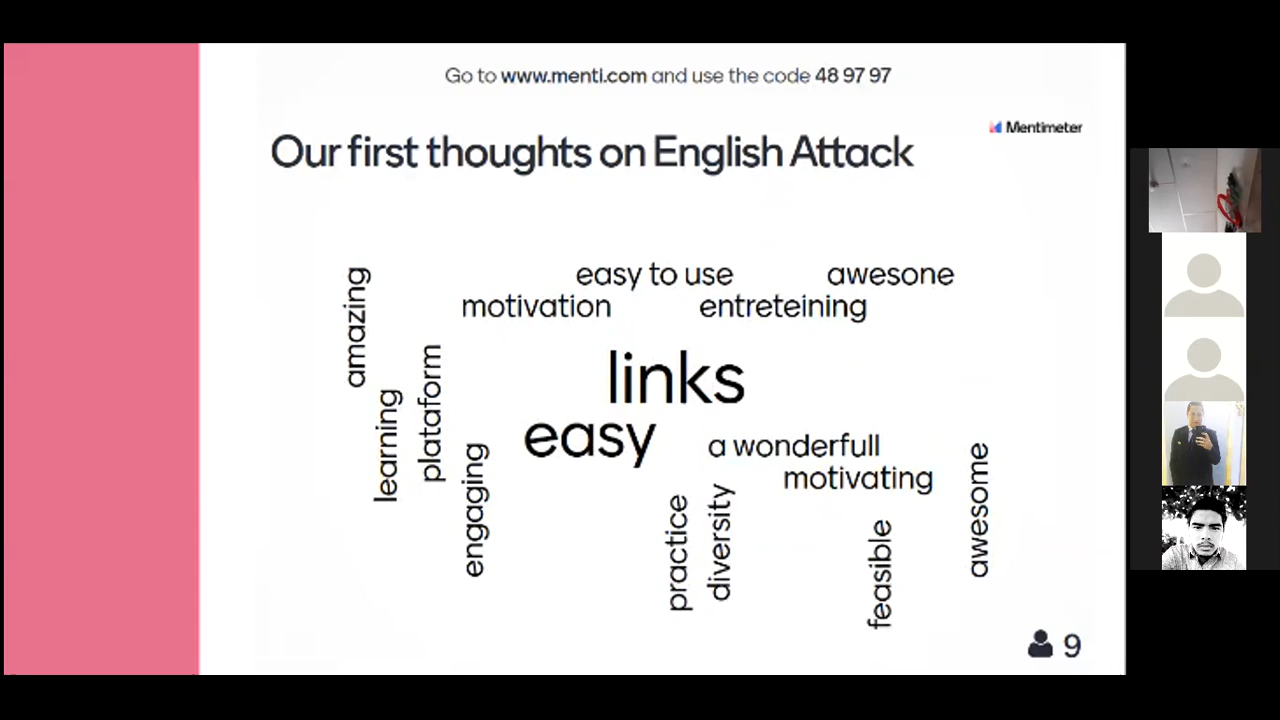 Go to www.menti.com and use the code 48 97 97
Mentimeter
Our first thoughts on English Attack
easy to use
awesone
motivation
entreteining
amazing
links
learning
plataform
easy
engaging
a wonderfull
motivating
practice
diversity
feasible
awesome
9